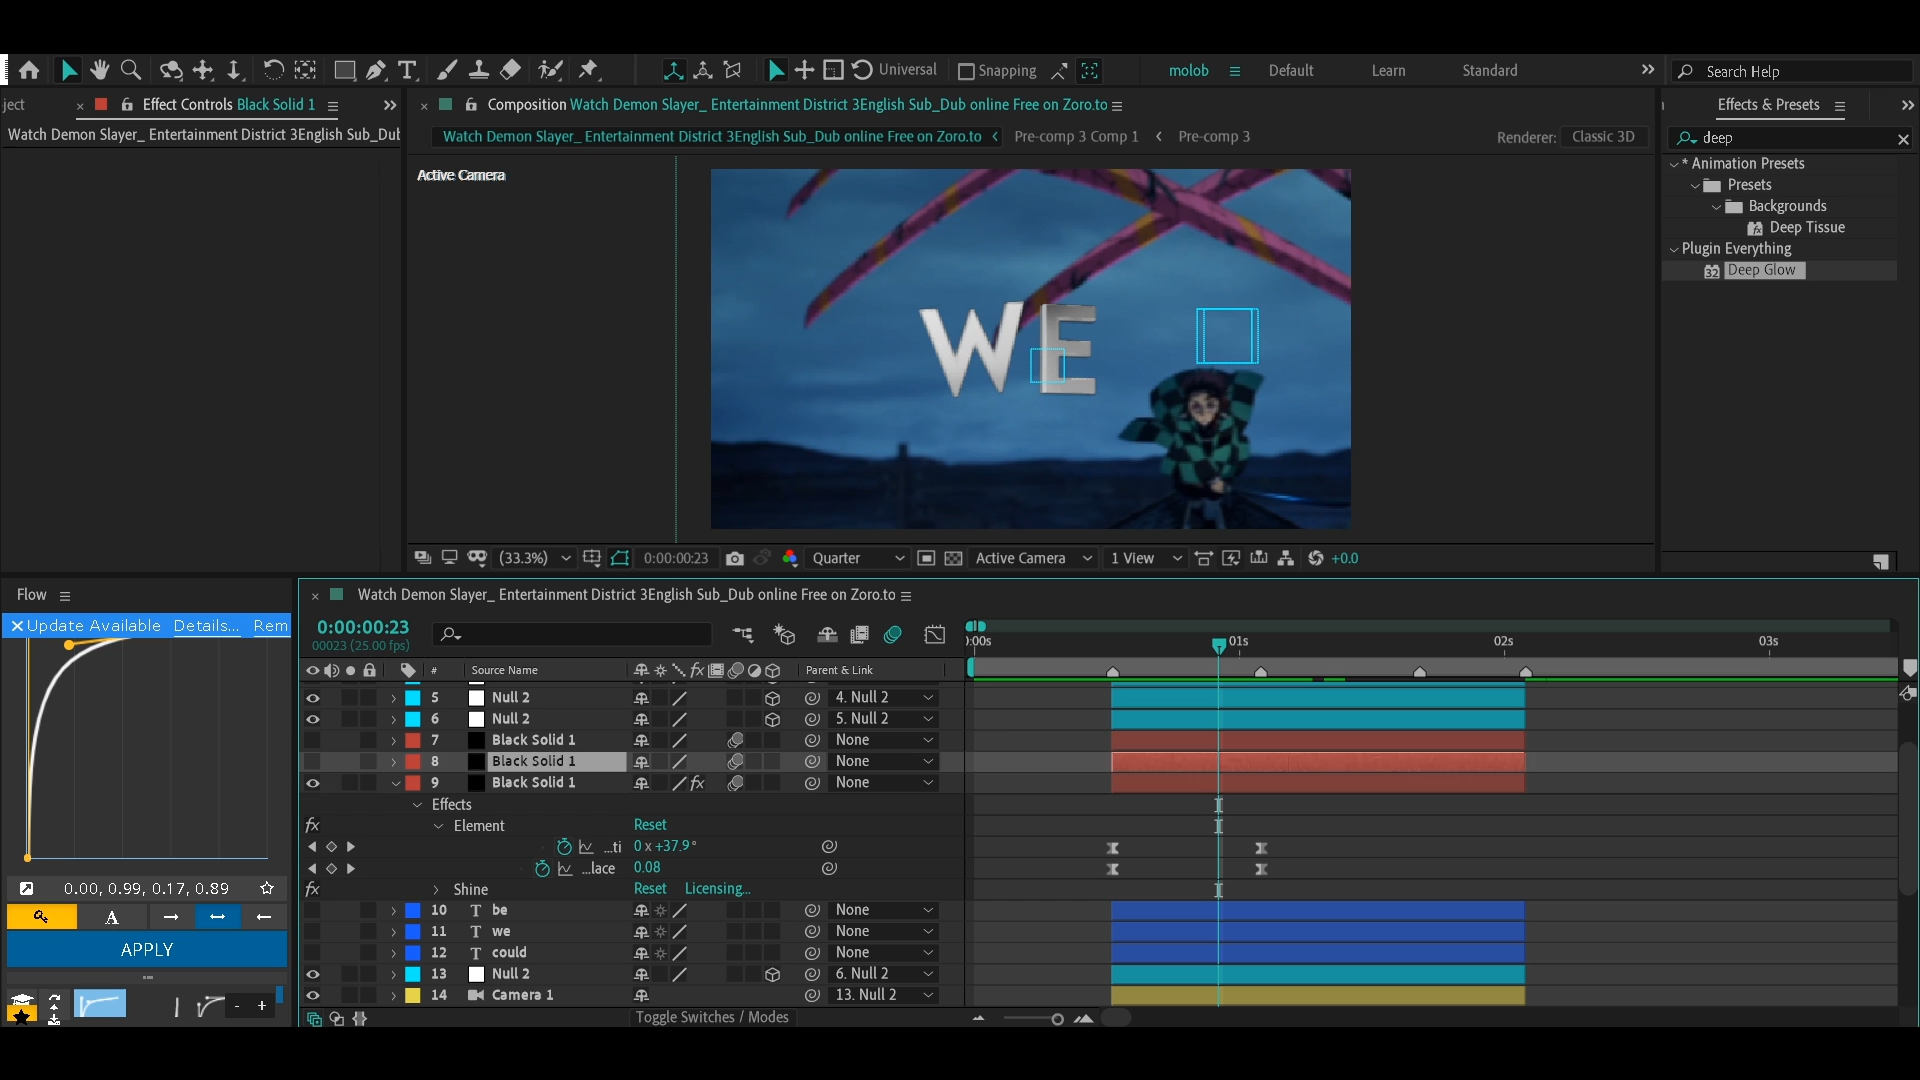 Universal
Snapping
molob
Default
Learn
Standard
Search Help
ject
Effect Controls Black Solid 1
Composition Watch Demon Slayer_ Entertainment District 3English Sub_Dub online Free on Zoro.to
Effects & Presets
Watch Demon Slayer_ Entertainment District 3English Sub_Dub
Watch Demon Slayer_ Entertainment District 3English Sub_Dub online Free on Zoro.to
Pre-comp 3 Comp 1
Pre-comp 3
Renderer: Classic 3D
deep
Active Camera
* Animation Presets
Presets
Backgrounds
Deep Tissue
Plugin Everything
32 Deep Glow
WE
(33.3%)
0:00:00:23
Quarter
Active Camera
1 View
+0.0
Flow
Watch Demon Slayer_ Entertainment District 3English Sub_Dub online Free on Zoro.to
Update Available Details... Rem
0:00:00:23
00023 (25.00 fps)
):00s 01s 02s 03s
# Source Name fx Parent & Link
5 Null 2 4. Null 2
6 Null 2 5. Null 2
7 Black Solid 1 None
8 Black Solid 1 None
9 Black Solid 1 fx None
Effects
fx Element Reset
...ti 0 x +37.9°
...lace 0.08
fx Shine Reset Licensing...
10 T be None
11 T we None
12 T could None
13 Null 2 6. Null 2
14 Camera 1 13. Null 2
Toggle Switches / Modes
0.00, 0.99, 0.17, 0.89
A
APPLY
- +